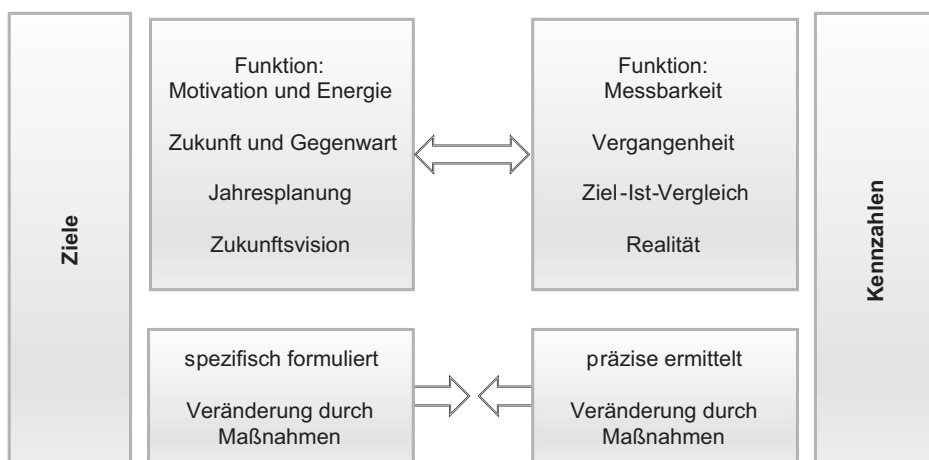 Ziele
Funktion:
Motivation und Energie
Zukunft und Gegenwart
Jahresplanung
Zukunftsvision
Funktion:
Messbarkeit
Vergangenheit
Ziel-Ist-Vergleich
Realität
Kennzahlen
spezifisch formuliert
Veränderung durch
Maßnahmen
präzise ermittelt
Veränderung durch
Maßnahmen